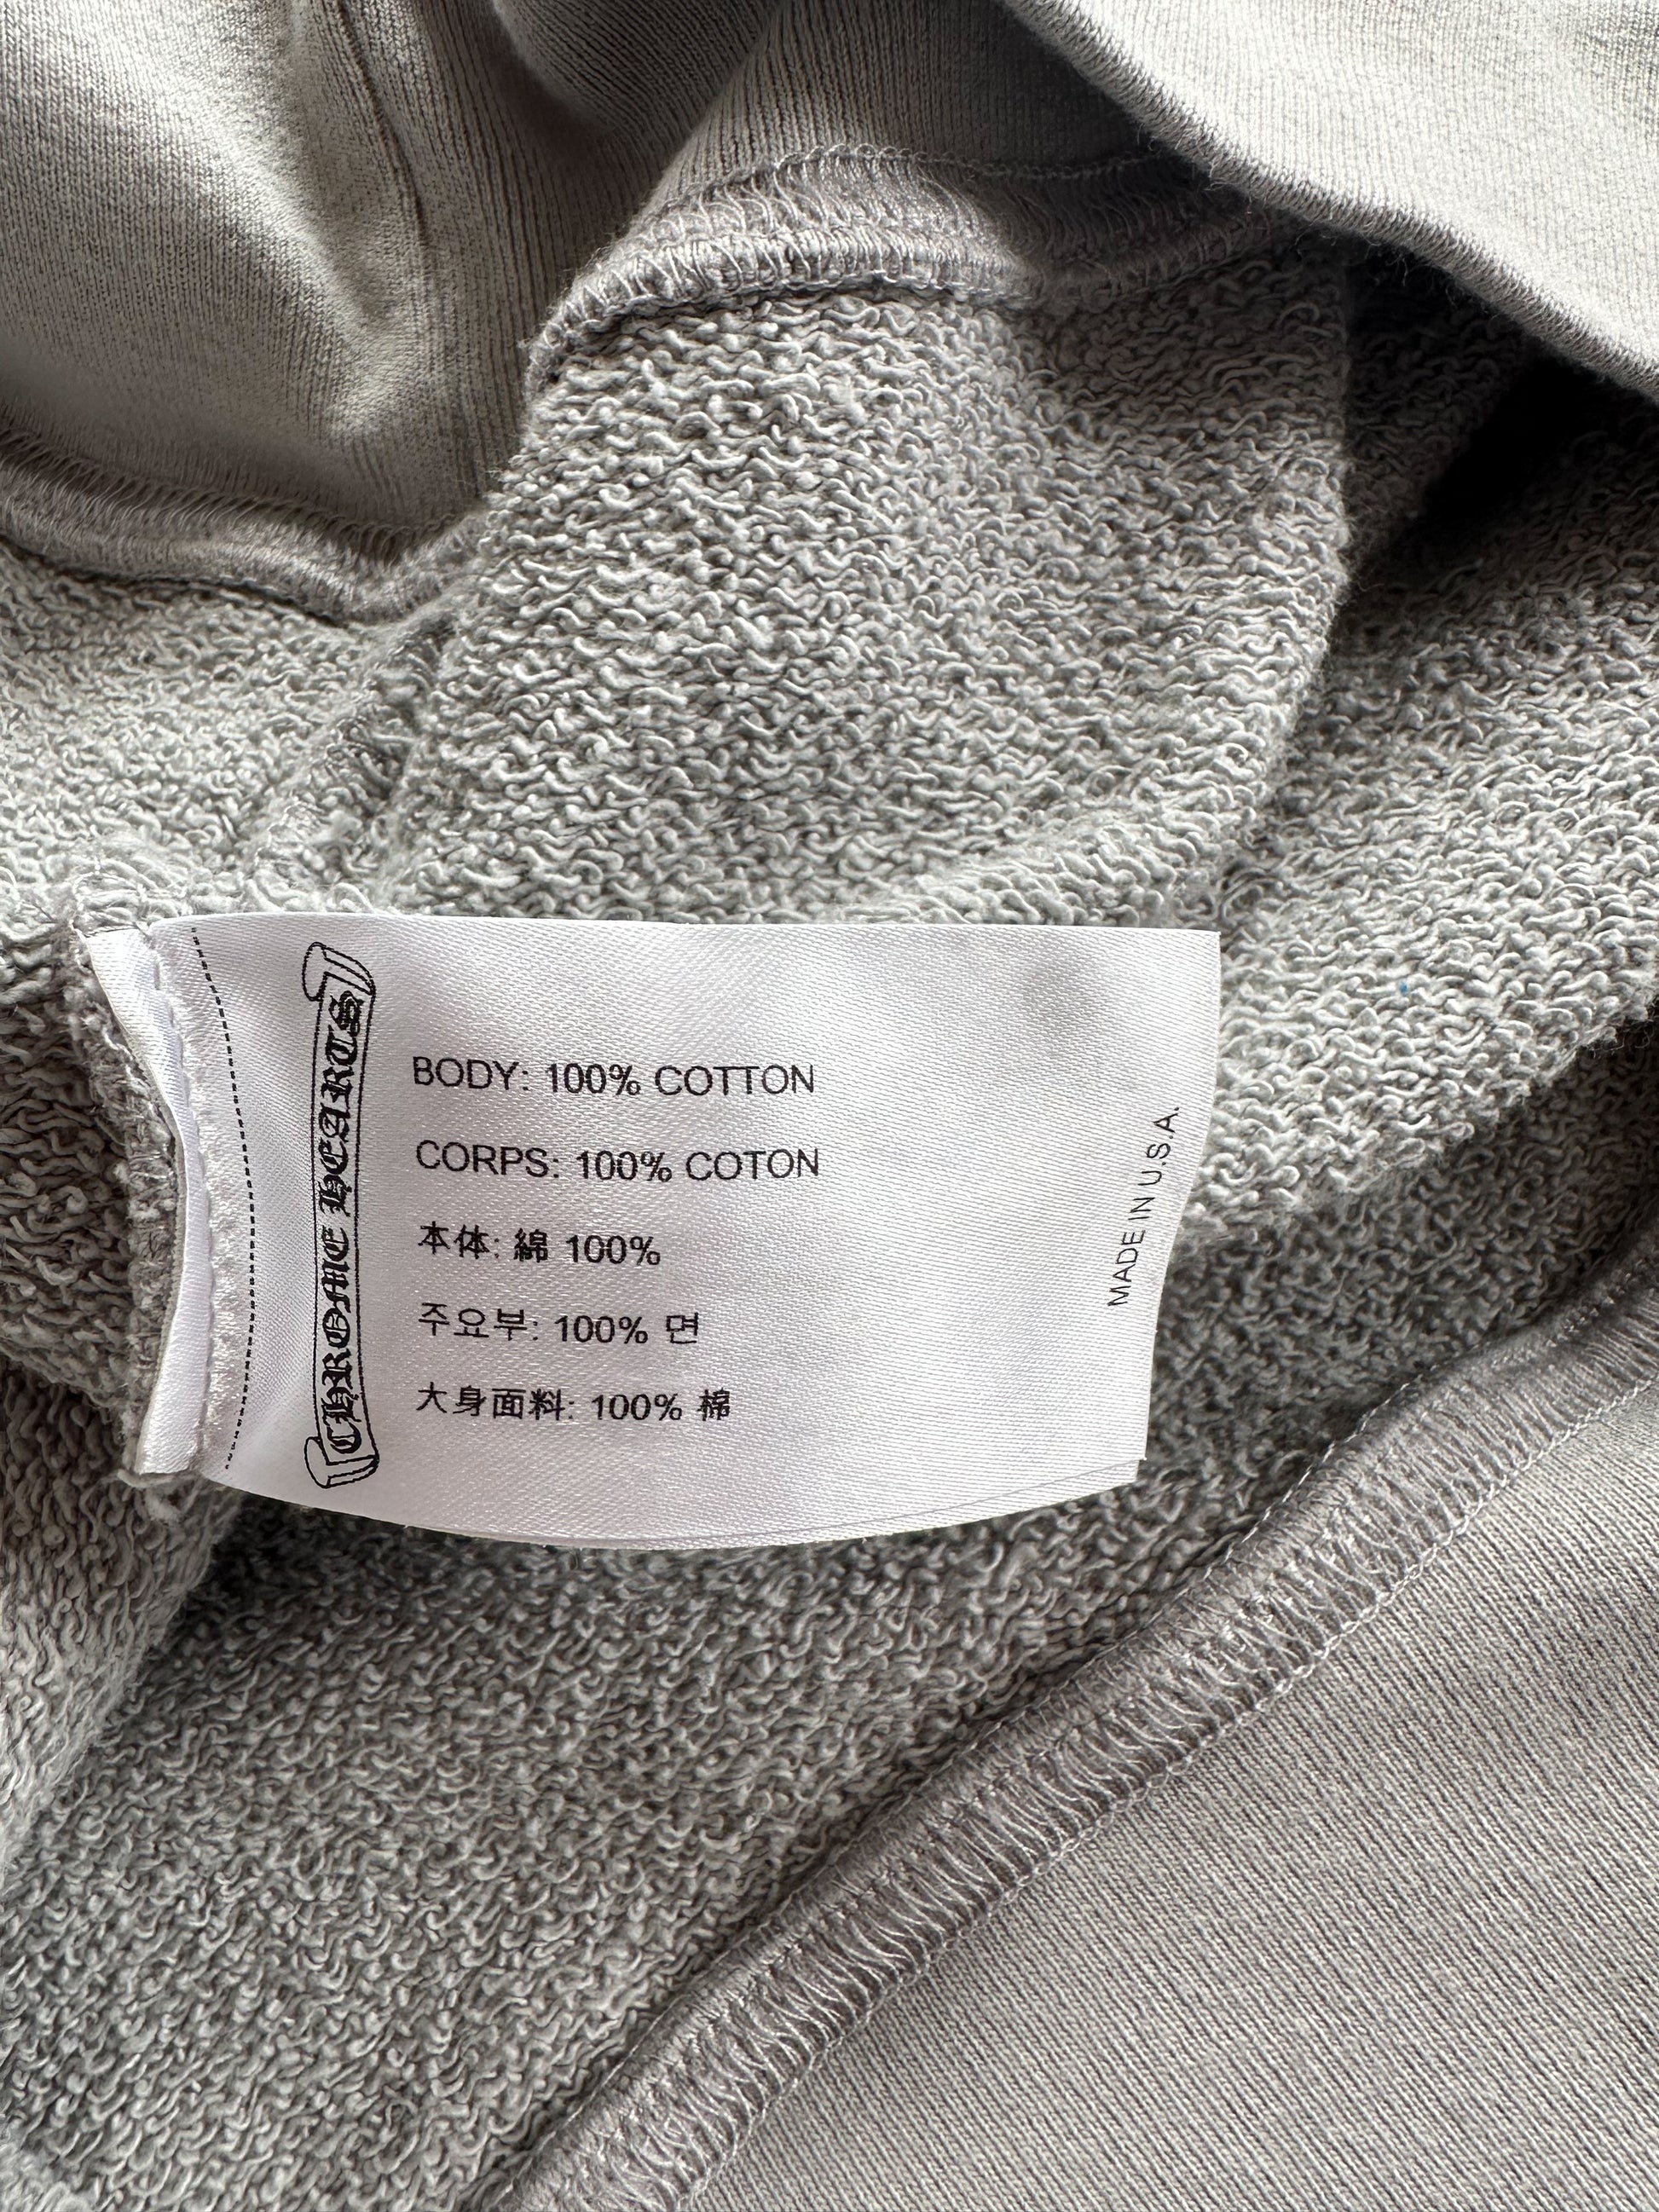 CHROME HEARTS
BODY: 100% COTTON
CORPS: 100% COTON
本体: 綿 100%
주요부: 100% 면
大身面料: 100% 棉
MADE IN U.S.A.